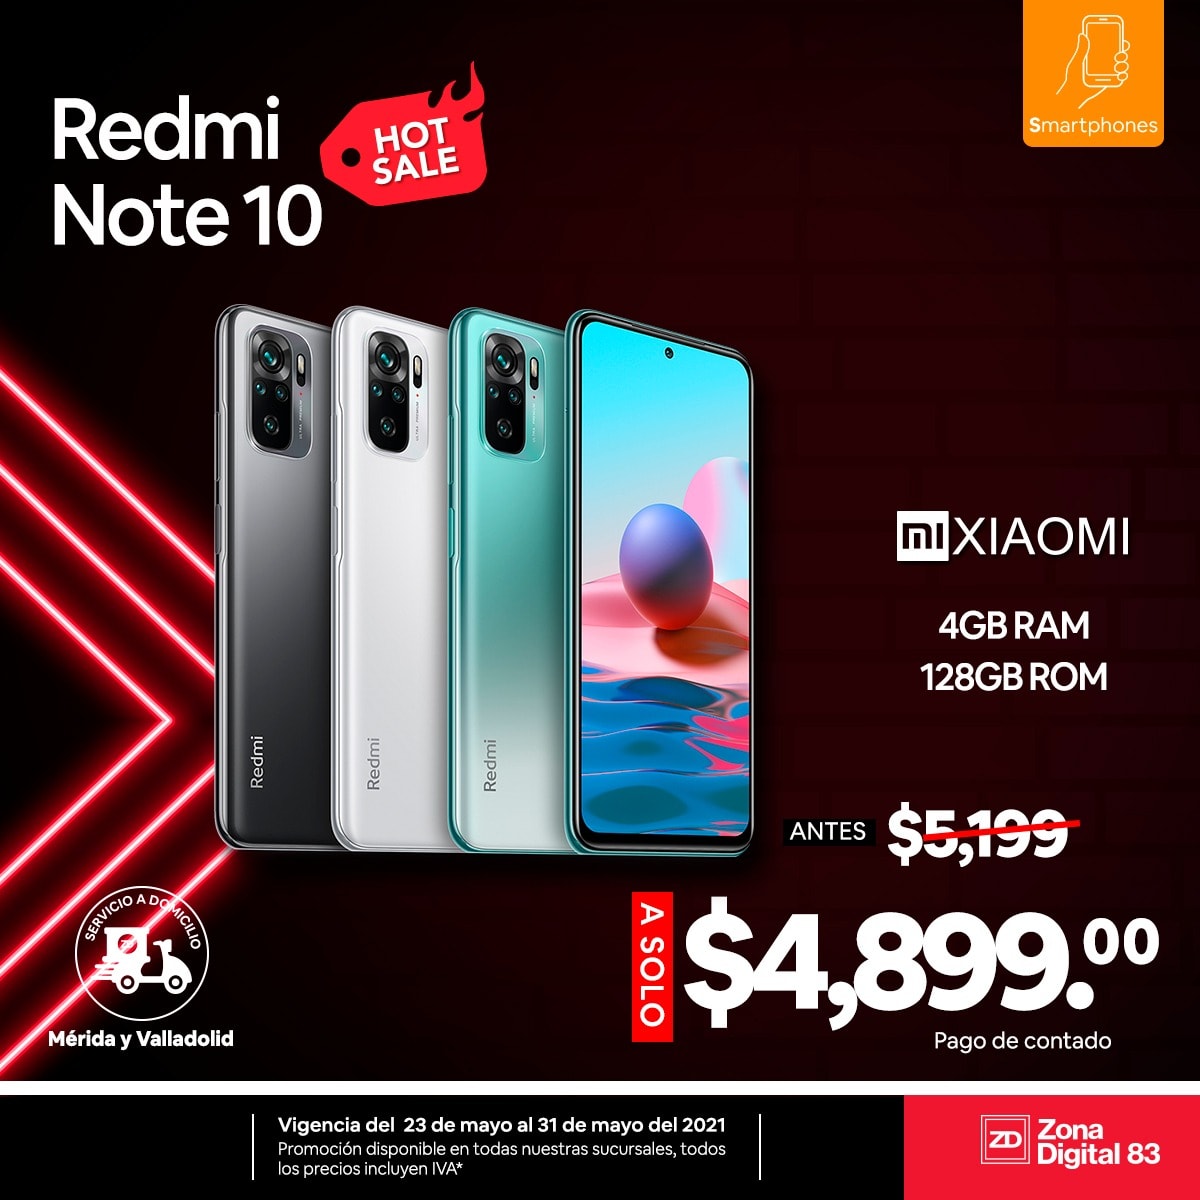 Smartphones
Redmi
Note 10
HOT
SALE
Redmi
Redmi
Redmi
mi XIAOMI
4GB RAM
128GB ROM
ANTES $5,199
A SOLO $4,899.00
Pago de contado
SERVICIO A DOMICILIO
ZD
Mérida y Valladolid
Vigencia del 23 de mayo al 31 de mayo del 2021
Promoción disponible en todas nuestras sucursales, todos
los precios incluyen IVA*
ZD Zona
Digital 83